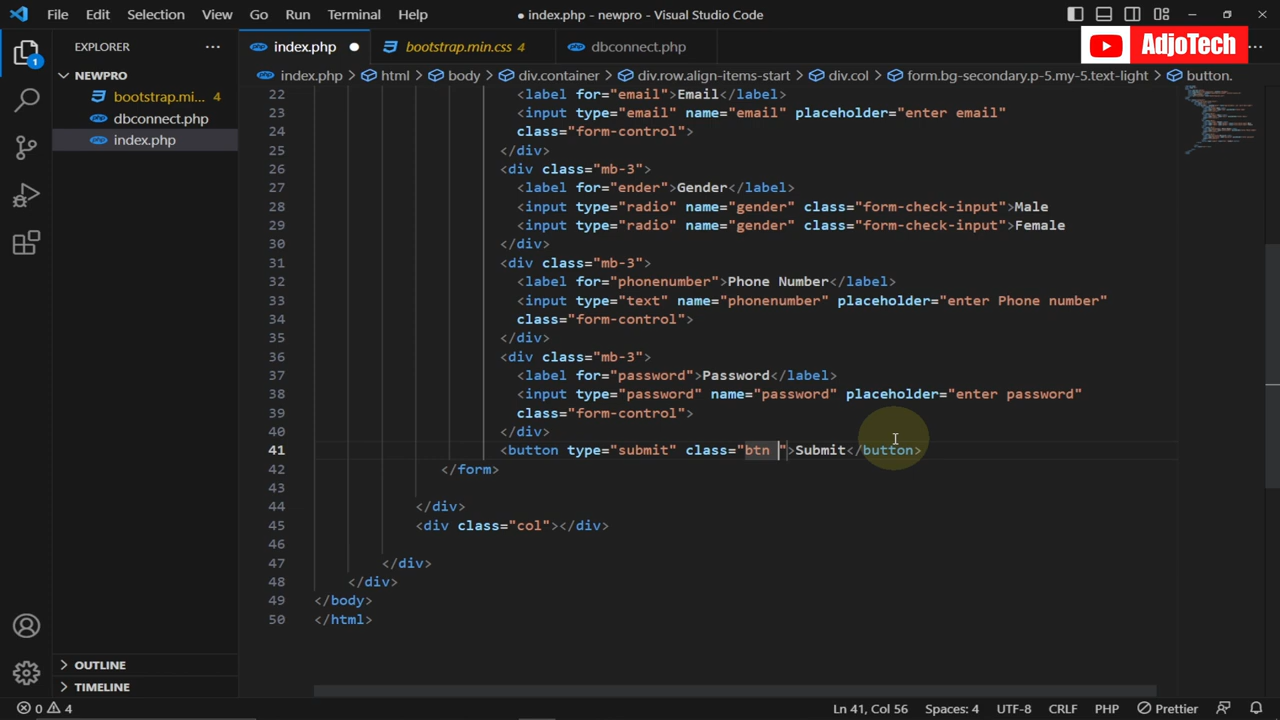 File Edit Selection View Go Run Terminal Help
● index.php - newpro - Visual Studio Code
EXPLORER
index.php
bootstrap.min.css 4
dbconnect.php
AdjoTech
NEWPRO
index.php > html > body > div.container > div.row.align-items-start > div.col > form.bg-secondary.p-5.my-5.text-light > button.
1
bootstrap.mi... 4
dbconnect.php
index.php
22 <label for="email">Email</label>
23 <input type="email" name="email" placeholder="enter email"
24 class="form-control">
25 </div>
26 <div class="mb-3">
27 <label for="ender">Gender</label>
28 <input type="radio" name="gender" class="form-check-input">Male
29 <input type="radio" name="gender" class="form-check-input">Female
30 </div>
31 <div class="mb-3">
32 <label for="phonenumber">Phone Number</label>
33 <input type="text" name="phonenumber" placeholder="enter Phone number"
34 class="form-control">
35 </div>
36 <div class="mb-3">
37 <label for="password">Password</label>
38 <input type="password" name="password" placeholder="enter password"
39 class="form-control">
40 </div>
41 <button type="submit" class="btn ">Submit</button>
42 </form>
43
44 </div>
45 <div class="col"></div>
46
47 </div>
48 </div>
49 </body>
50 </html>
OUTLINE
TIMELINE
0 4
Ln 41, Col 56 Spaces: 4 UTF-8 CRLF PHP Prettier